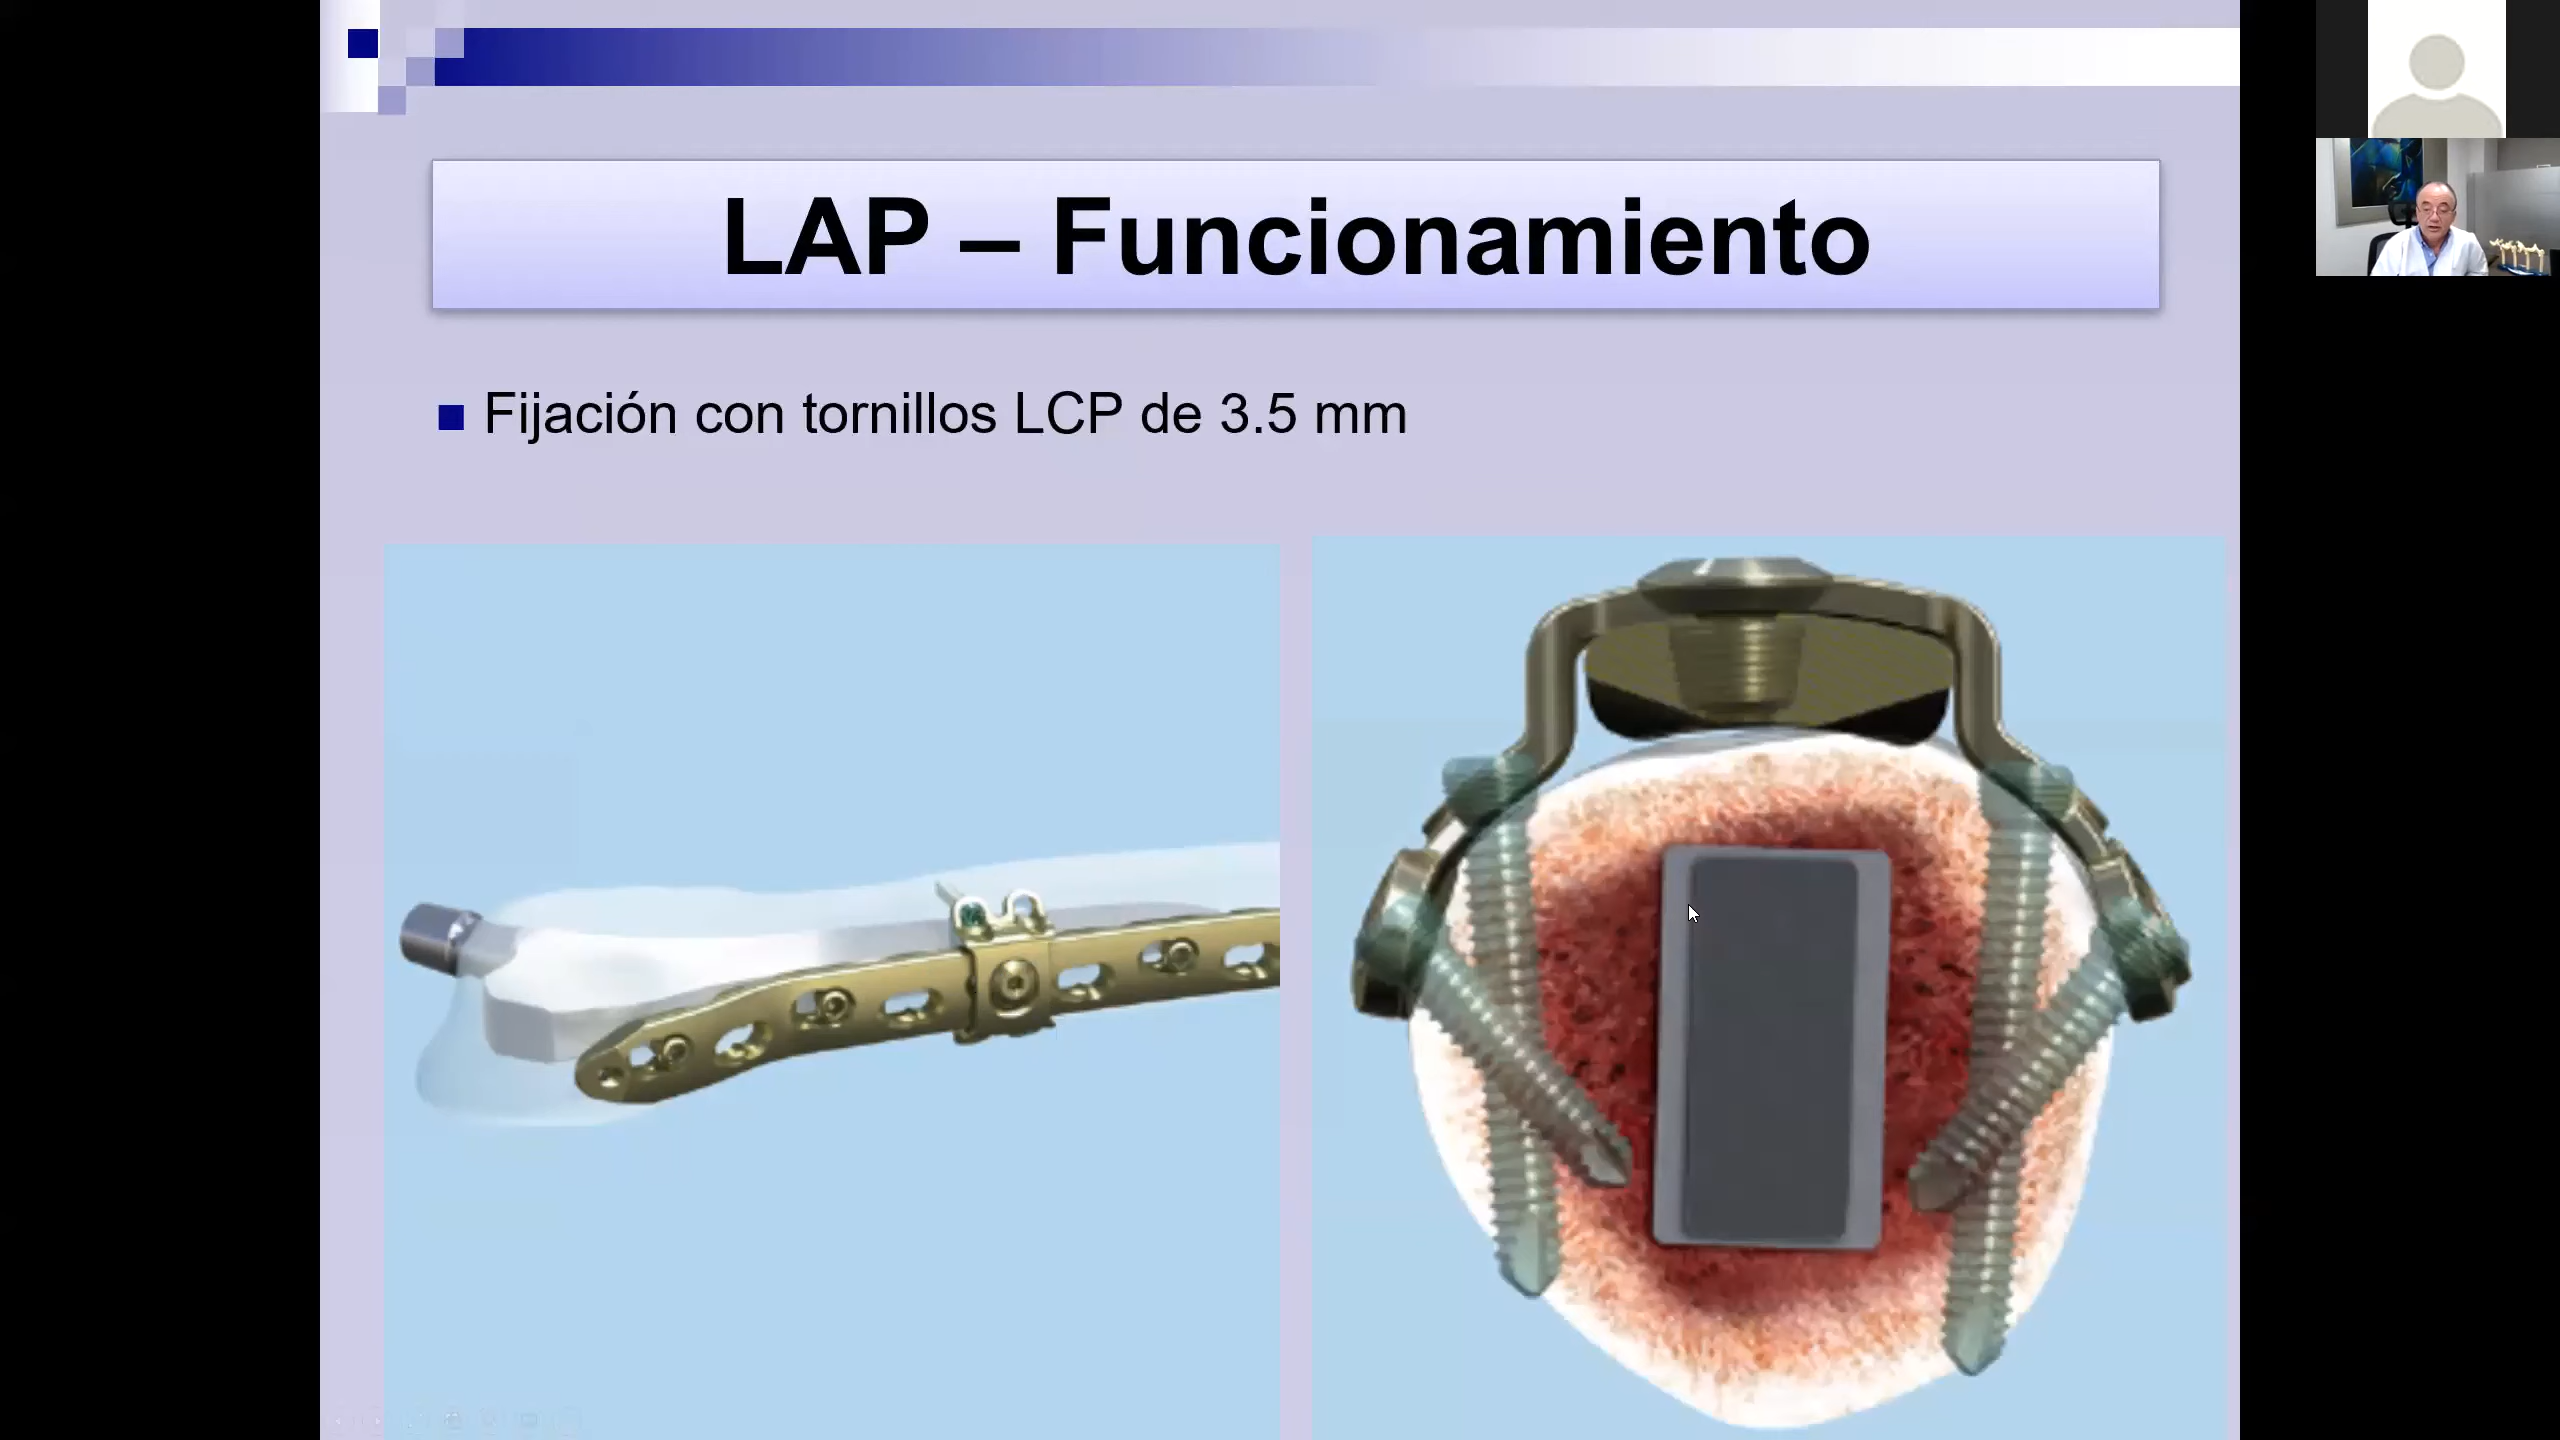 LAP – Funcionamiento
Fijación con tornillos LCP de 3.5 mm